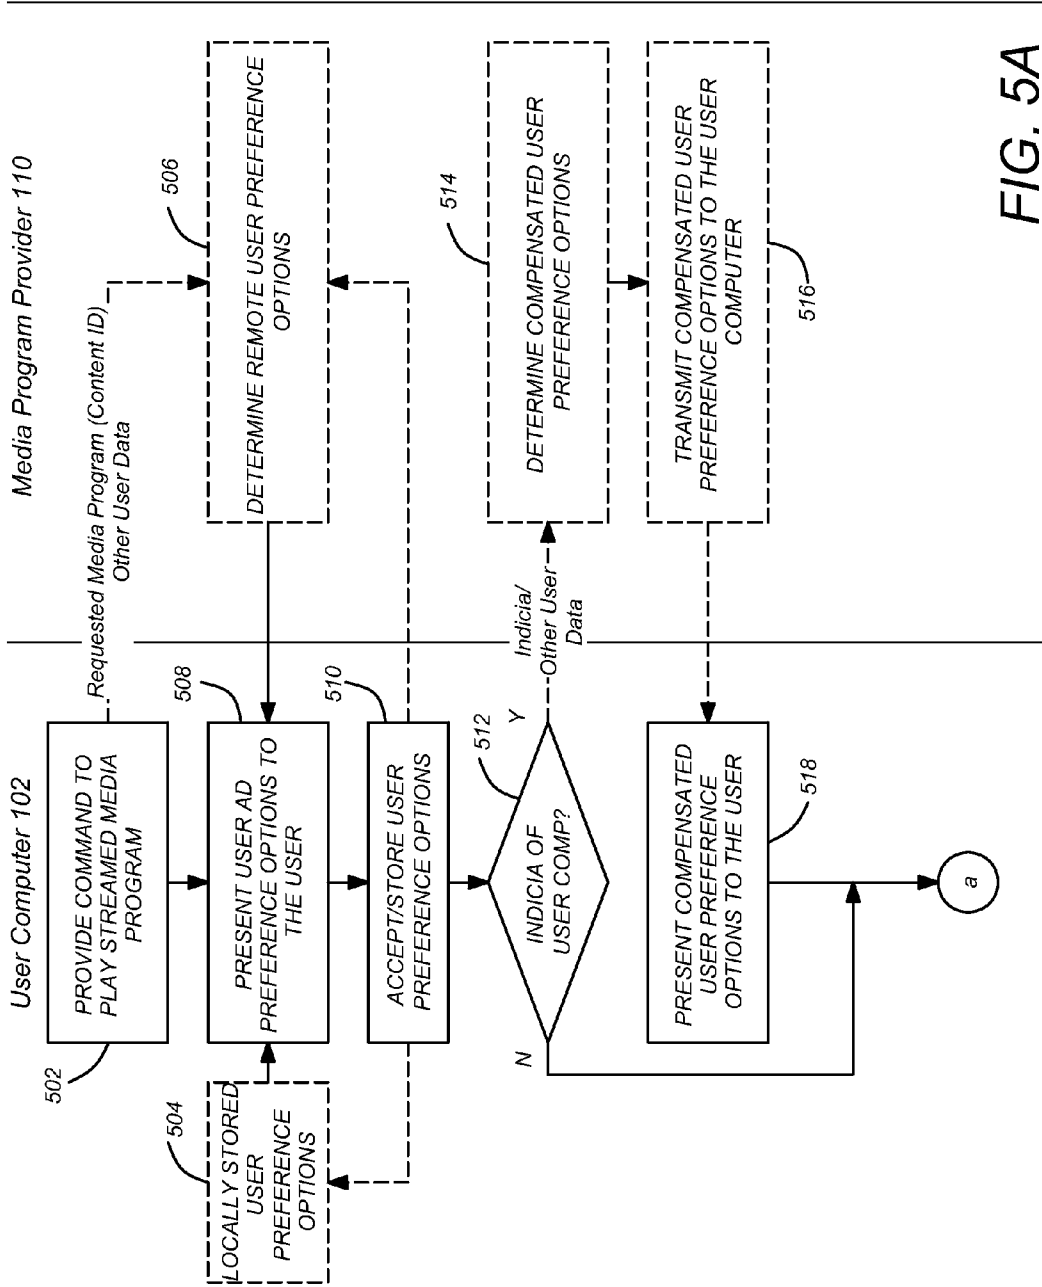 User Computer 102
Media Program Provider 110
502
PROVIDE COMMAND TO
PLAY STREAMED MEDIA
PROGRAM
Requested Media Program (Content ID)
Other User Data
504
LOCALLY STORED
USER
PREFERENCE
OPTIONS
508
PRESENT USER AD
PREFERENCE OPTIONS TO
THE USER
506
DETERMINE REMOTE USER PREFERENCE
OPTIONS
510
ACCEPT/STORE USER
PREFERENCE OPTIONS
512
INDICIA OF
USER COMP?
N
Y
Indicia/
Other User
Data
514
DETERMINE COMPENSATED USER
PREFERENCE OPTIONS
516
TRANSMIT COMPENSATED USER
PREFERENCE OPTIONS TO THE USER
COMPUTER
518
PRESENT COMPENSATED
USER PREFERENCE
OPTIONS TO THE USER
a
FIG. 5A